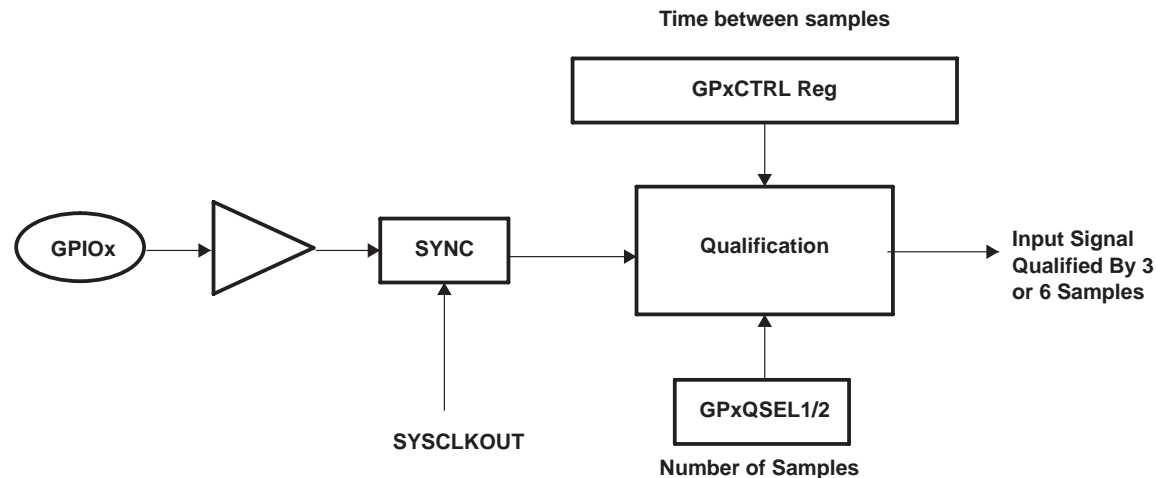 Time between samples
GPxCTRL Reg
GPIOx
SYNC
Qualification
Input Signal
Qualified By 3
or 6 Samples
GPxQSEL1/2
SYSCLKOUT
Number of Samples